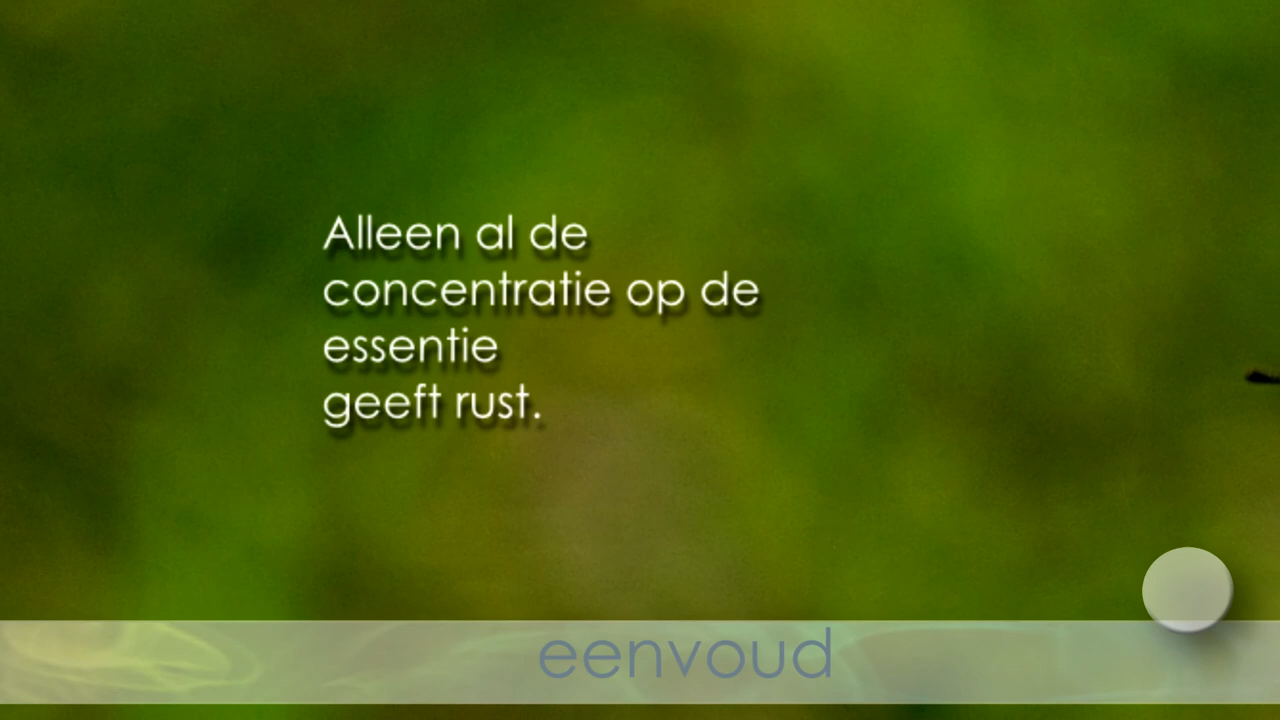 Alleen al de
concentratie op de
essentie
geeft rust.
eenvoud